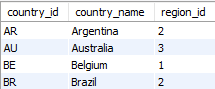 country_id country_name region_id
AR Argentina 2
AU Australia 3
BE Belgium 1
BR Brazil 2